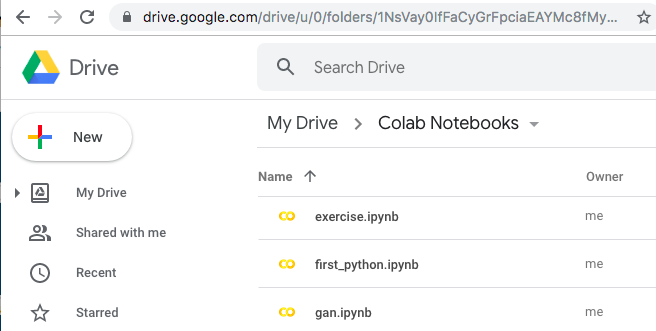 drive.google.com/drive/u/0/folders/1NsVay0IfFaCyGrFpciaEAYMc8fMy...
Drive
Search Drive
New
My Drive > Colab Notebooks
Name
Owner
My Drive
exercise.ipynb
me
Shared with me
first_python.ipynb
me
Recent
Starred
gan.ipynb
me